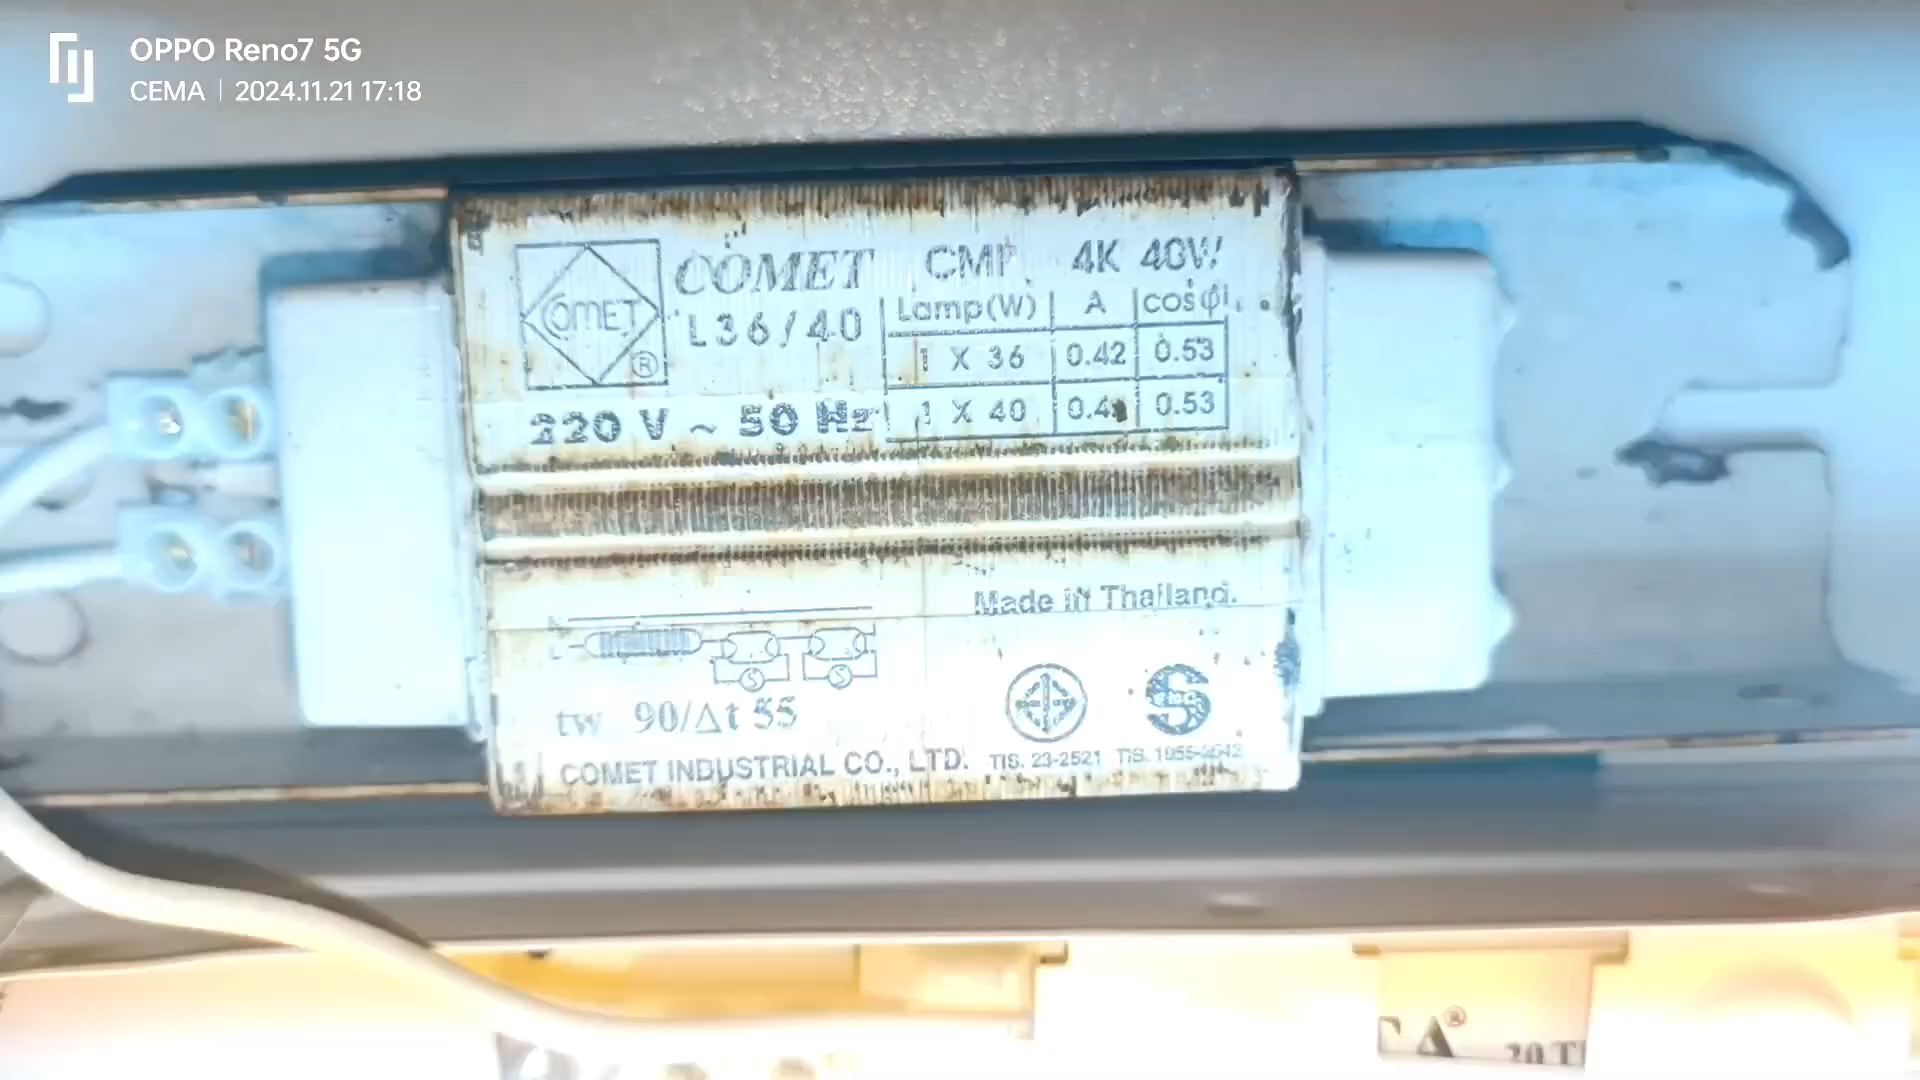 OPPO Reno7 5G
CEMA | 2024.11.21 17:18
COMET 4K 40W
COMET
®
L36/40
Lamp(W) A cosφ
1 X 36 0.42 0.53
1 X 40 0.53
220 V ~ 50 Hz
Made in Thailand.
N
L
S S
tw 90/Δt 55
COMET INDUSTRIAL CO., LTD.
TIS. 23-2521 TIS.
®
20